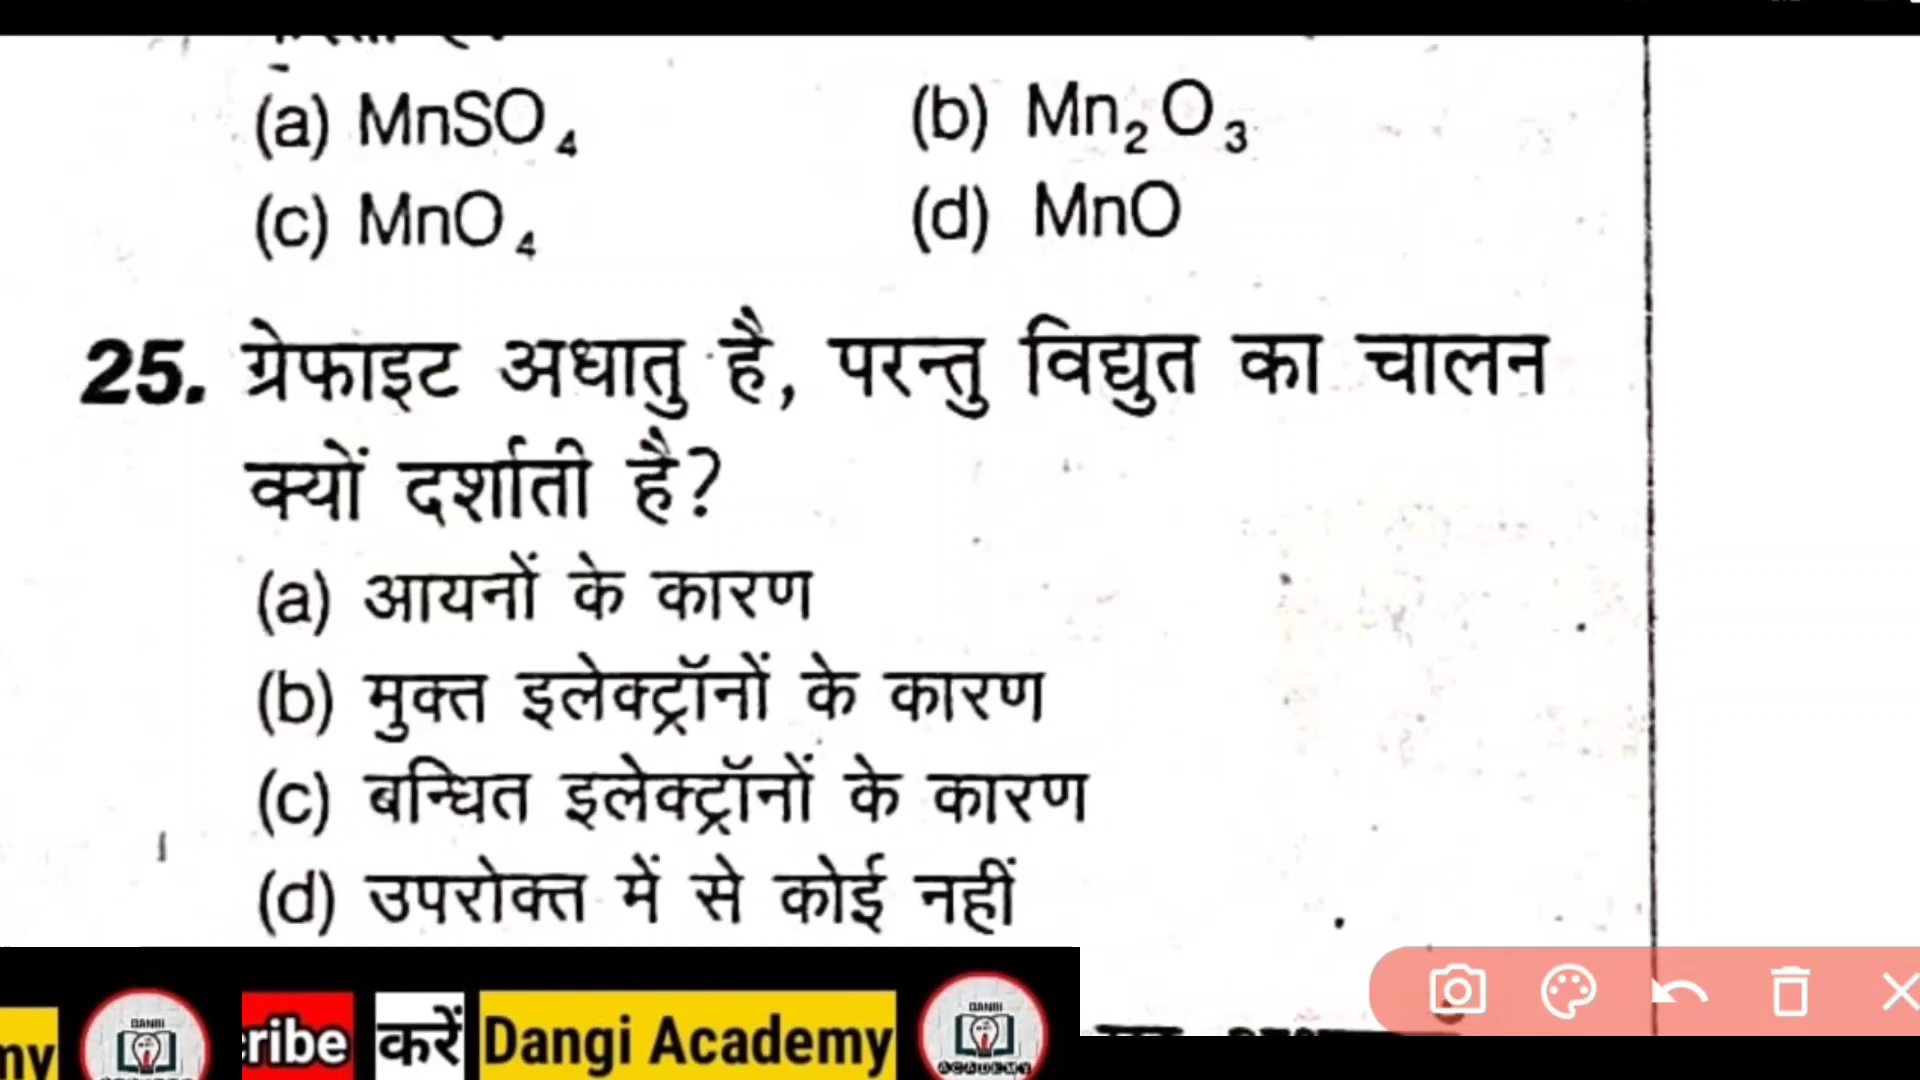 (a) MnSO₄ (b) Mn₂O₃
(c) MnO₄ (d) MnO
25. ग्रेफाइट अधातु है, परन्तु विद्युत का चालन
क्यों दर्शाती है?
(a) आयनों के कारण
(b) मुक्त इलेक्ट्रॉनों के कारण
(c) बन्धित इलेक्ट्रॉनों के कारण
(d) उपरोक्त में से कोई नहीं
my ribe करें Dangi Academy